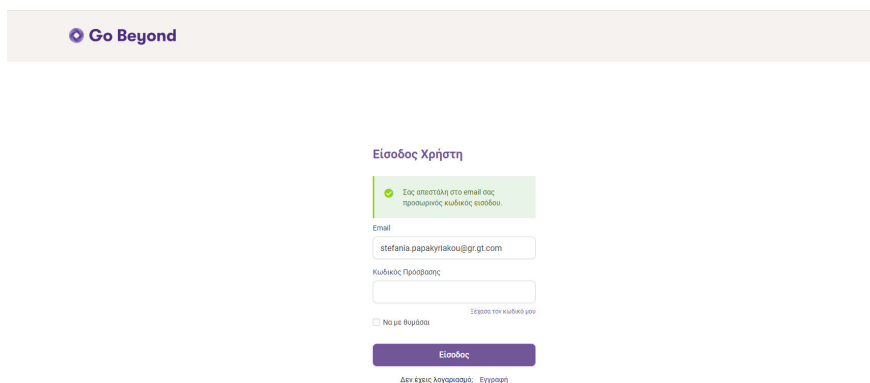 Go Beyond
Είσοδος Χρήστη
Σας απεστάλη στο email σας
προσωρινός κωδικός εισόδου.
Email
stefania.papakyriakou@gr.gt.com
Κωδικός Πρόσβασης
Ξέχασα τον κωδικό μου
Να με θυμάσαι
Είσοδος
Δεν έχεις λογαριασμό; Εγγραφή